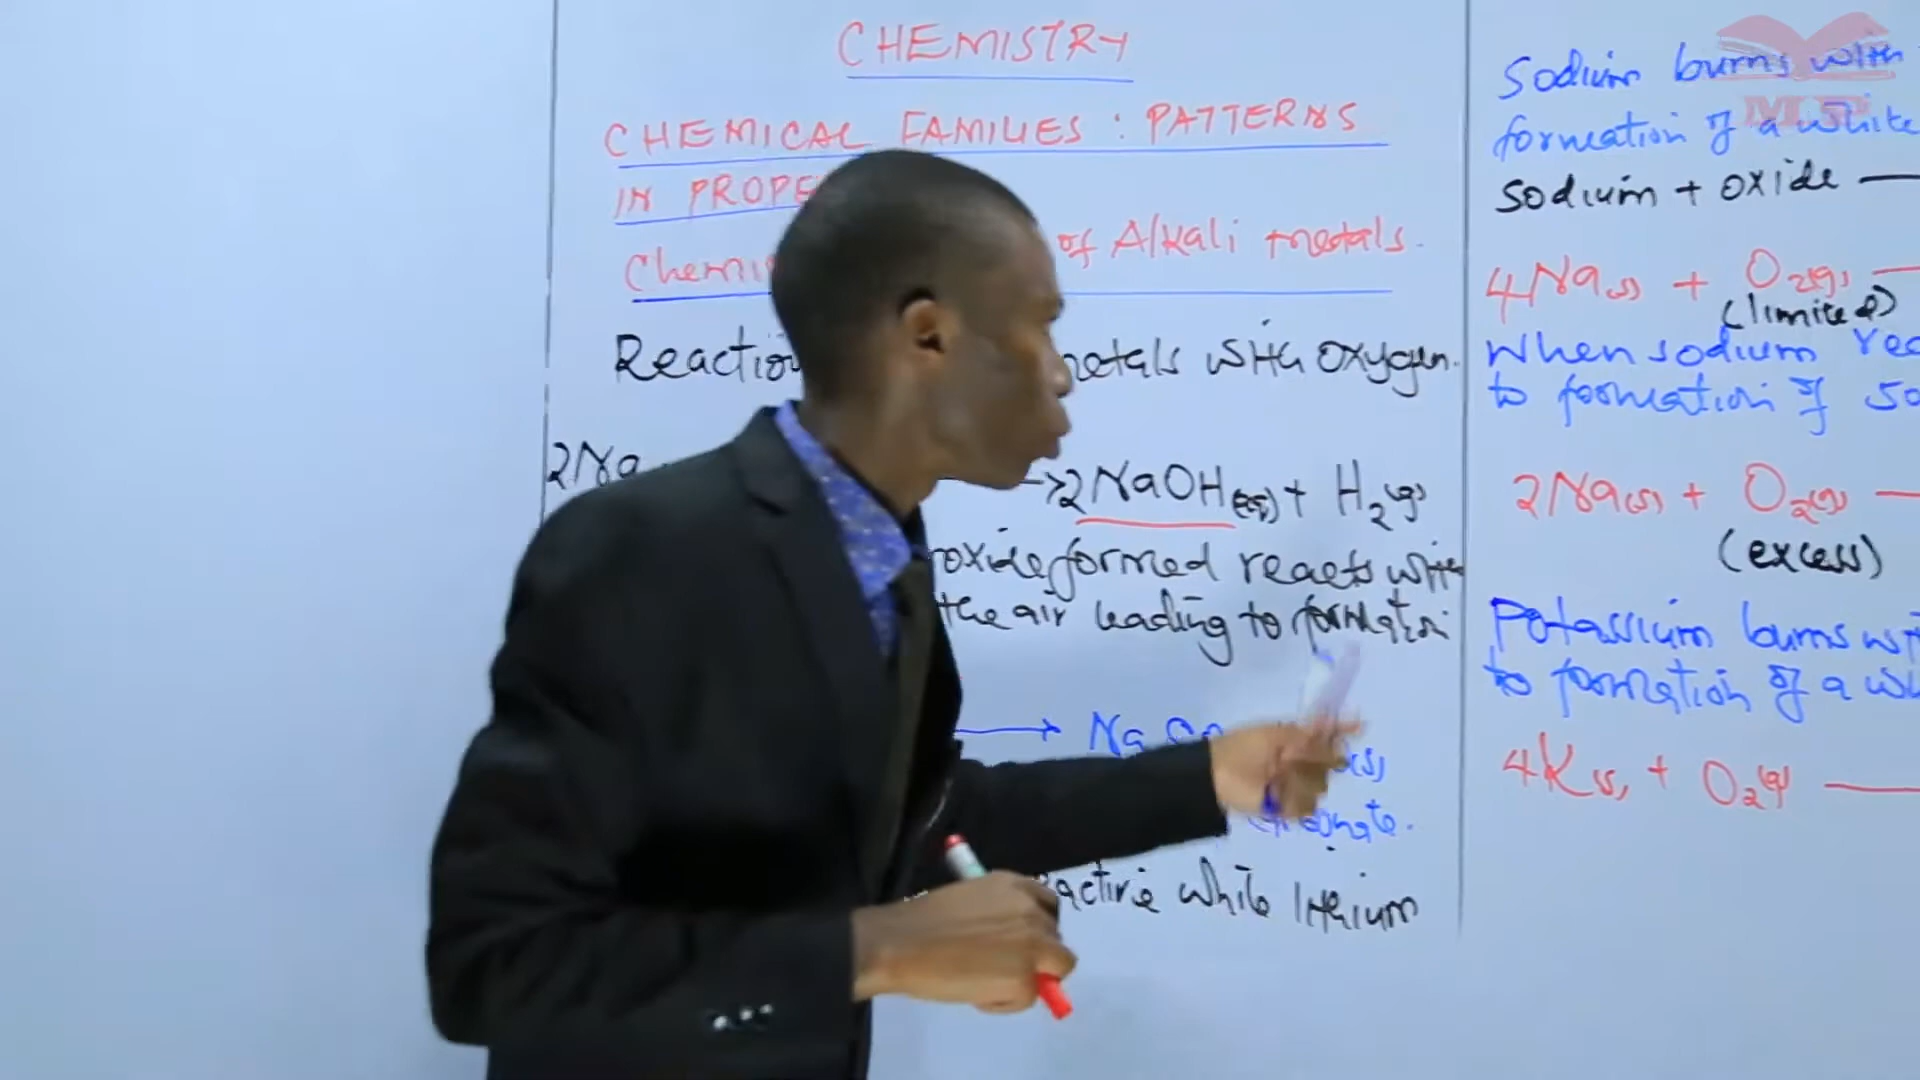 CHEMISTRY
CHEMICAL FAMILIES : PATTERNS
IN PROPE
Chemi of Alkali metals.
Reactio metals with oxygen.
2Na → 2NaOH(aq) + H2(g)
oxide formed reacts with
the air leading to formation
→ Na (s)
active while lithium
Sodium burns with
formation of a white
Sodium + oxide
4Na(s) + O2(g)
(limited)
When sodium rea
to formation of so
2Na(s) + O2(g)
(excess)
Potassium burns wi
to formation of a wh
4K(s) + O2(g)